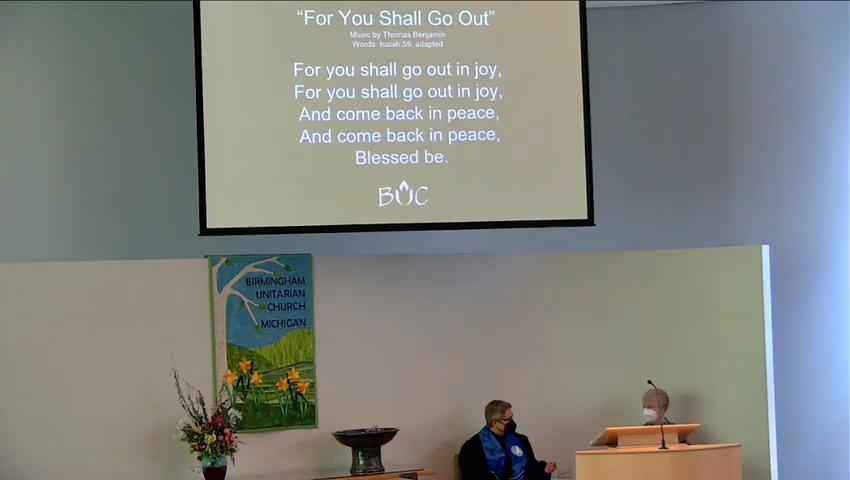 "For You Shall Go Out"
Music by Thomas Benjamin
Words: Isaiah 55, adapted
For you shall go out in joy,
For you shall go out in joy,
And come back in peace,
And come back in peace,
Blessed be.
BUC
BIRMINGHAM
UNITARIAN
CHURCH
MICHIGAN